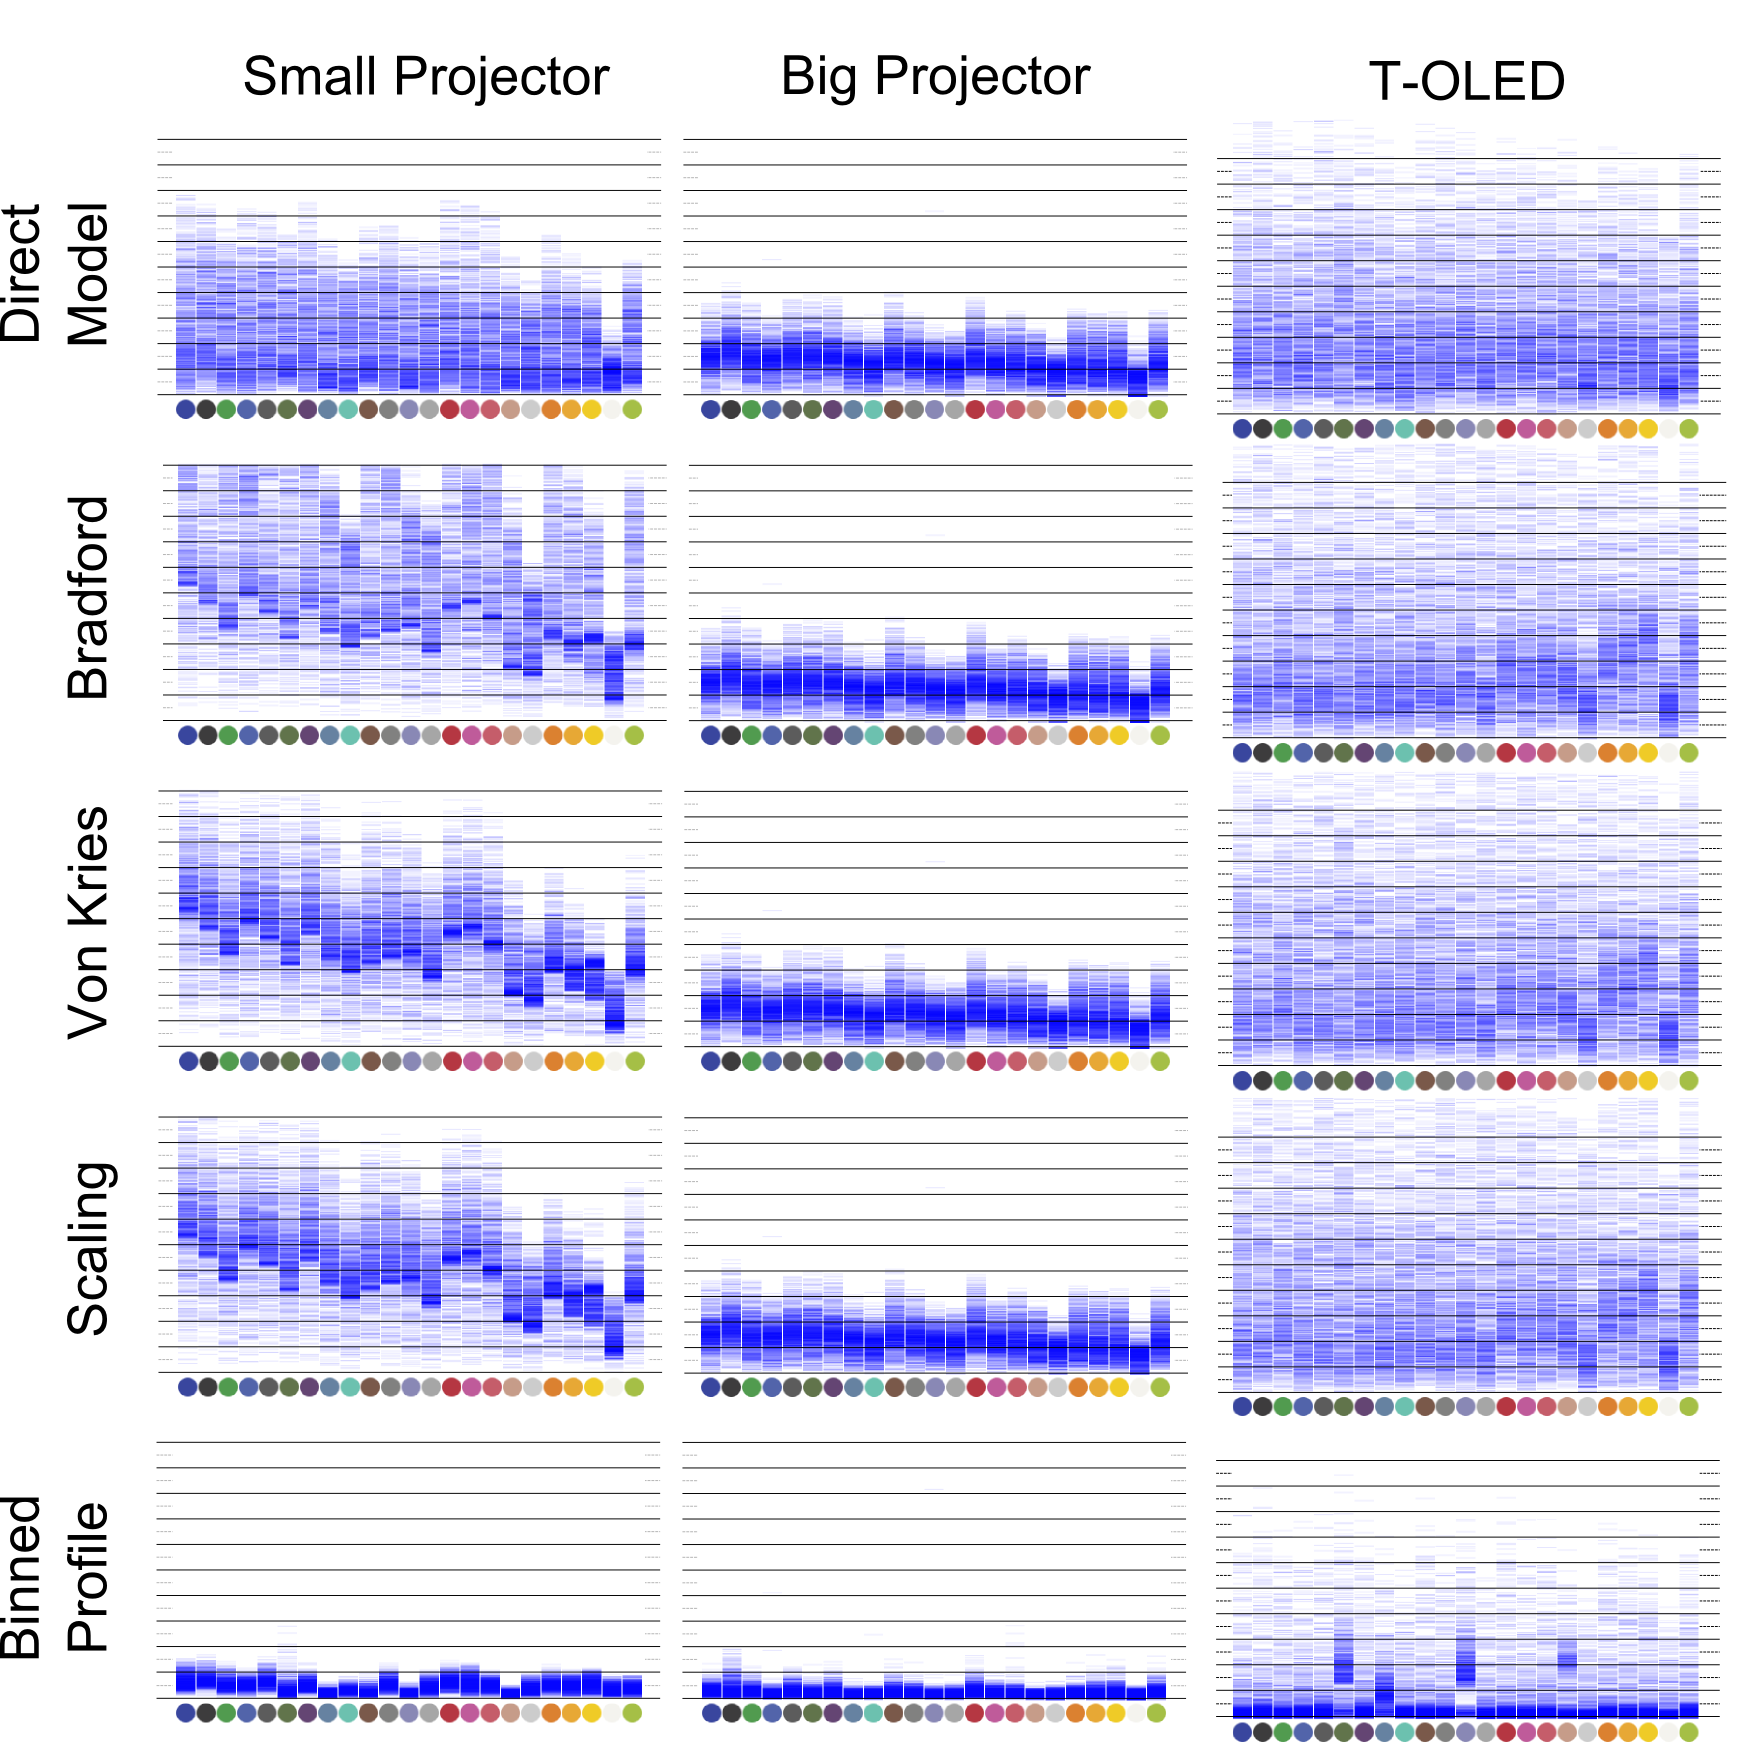 Small Projector
Big Projector
T-OLED
Direct
Model
Bradford
Von Kries
Scaling
Binned
Profile